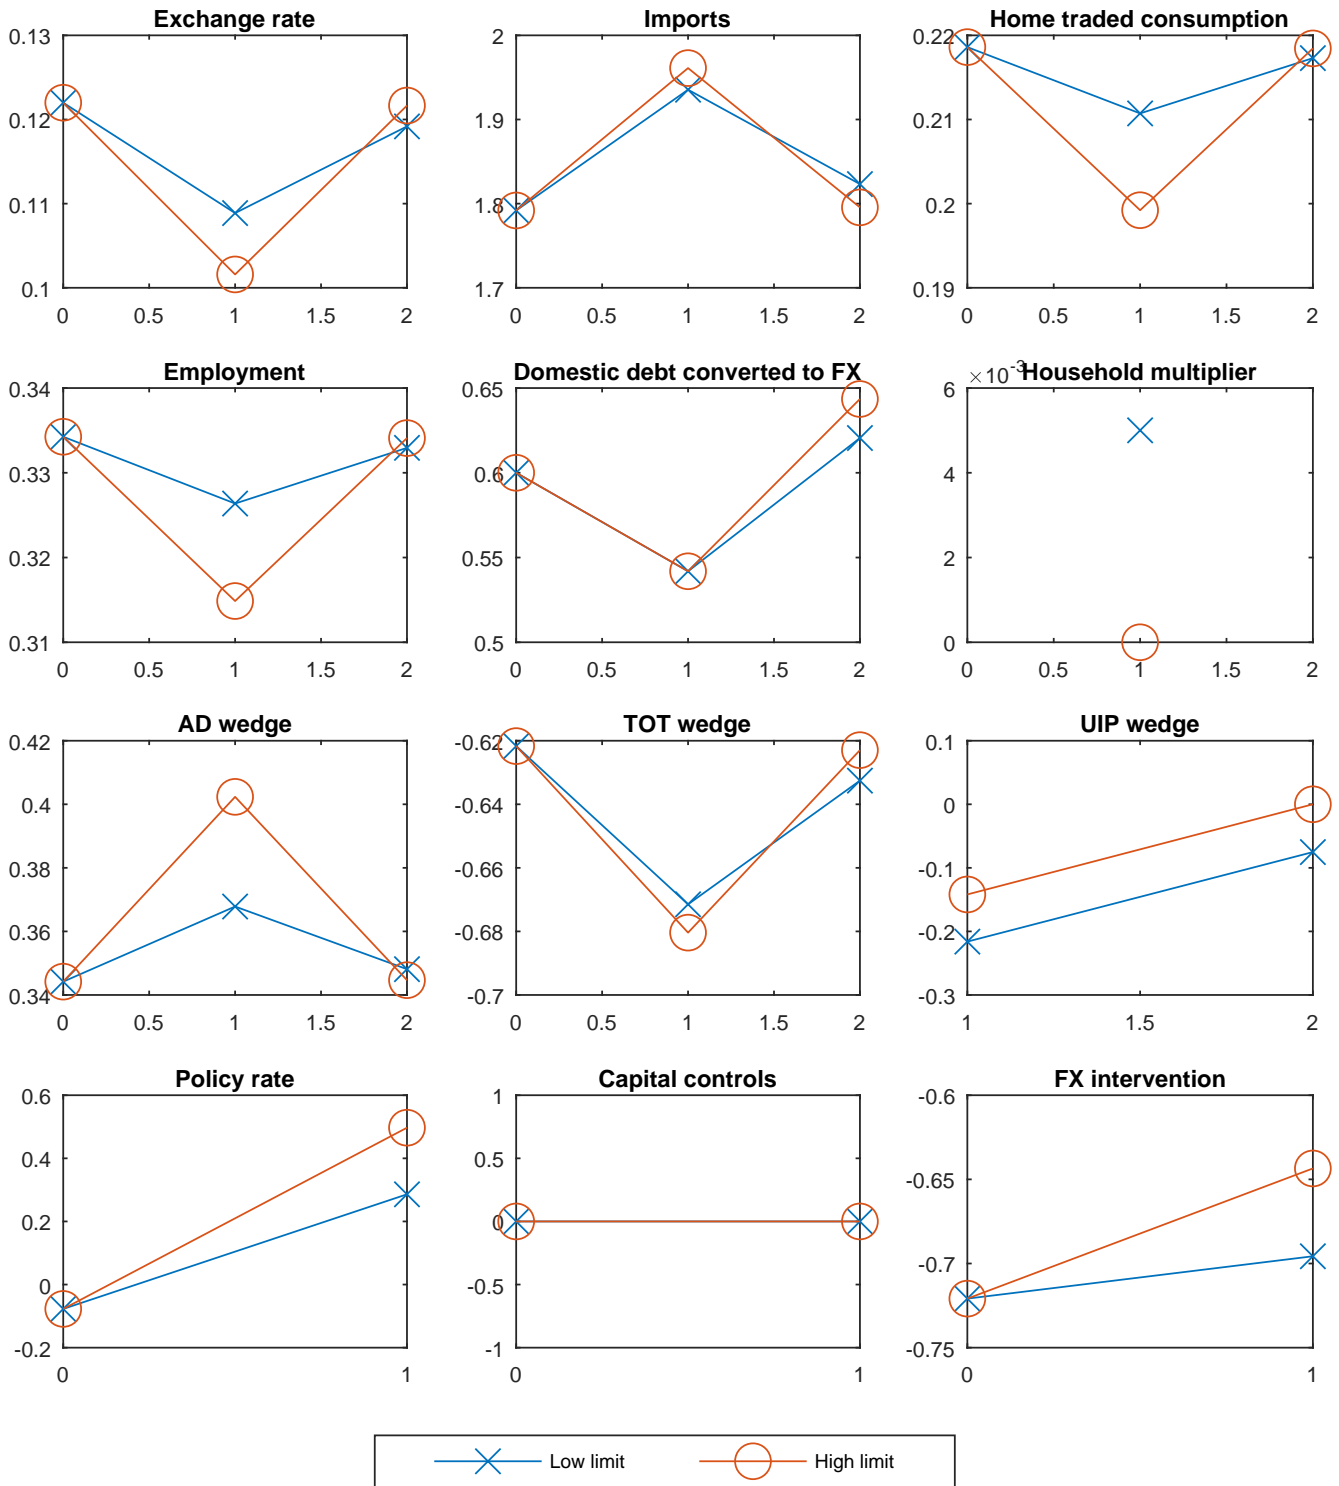 Exchange rate
0.13
0.12
0.11
0.1
0 0.5 1 1.5 2
Imports
2
1.9
1.8
1.7
0 0.5 1 1.5 2
Home traded consumption
0.22
0.21
0.2
0.19
0 0.5 1 1.5 2
Employment
0.34
0.33
0.32
0.31
0 0.5 1 1.5 2
Domestic debt converted to FX
0.65
0.6
0.55
0.5
0 0.5 1 1.5 2
×10-3 Household multiplier
6
4
2
0
0 0.5 1 1.5 2
AD wedge
0.42
0.4
0.38
0.36
0.34
0 0.5 1 1.5 2
TOT wedge
-0.62
-0.64
-0.66
-0.68
-0.7
0 0.5 1 1.5 2
UIP wedge
0.1
0
-0.1
-0.2
-0.3
1 1.5 2
Policy rate
0.6
0.4
0.2
0
-0.2
0 1
Capital controls
1
0.5
0
-0.5
-1
0 1
FX intervention
-0.6
-0.65
-0.7
-0.75
0 1
Low limit High limit